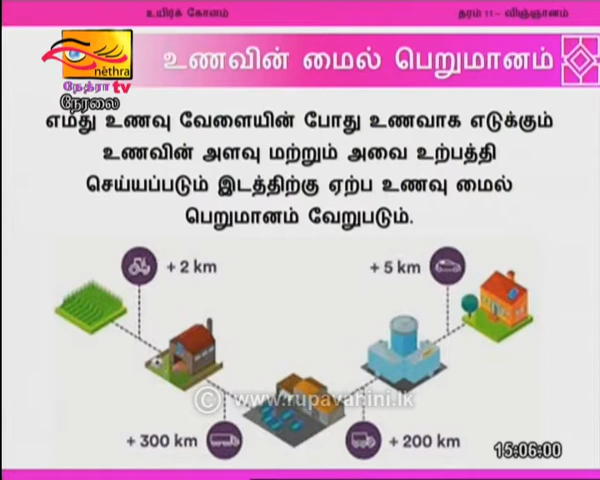 உயிர்க் கோளம்
தரம் 11 – விஞ்ஞானம்
nethra
நேத்ரா tv
நேரலை
உணவின் மைல் பெறுமானம்
எமது உணவு வேளையின் போது உணவாக எடுக்கும்
உணவின் அளவு மற்றும் அவை உற்பத்தி
செய்யப்படும் இடத்திற்கு ஏற்ப உணவு மைல்
பெறுமானம் வேறுபடும்.
+ 2 km
+ 5 km
© www.rupavahini.lk
+ 300 km
+ 200 km
15:06:00